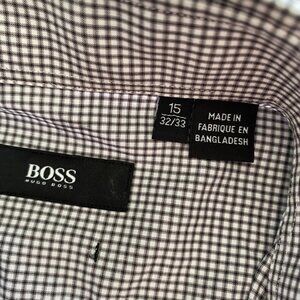 15
32/33
MADE IN
FABRIQUE EN
BANGLADESH
BOSS
HUGO BOSS